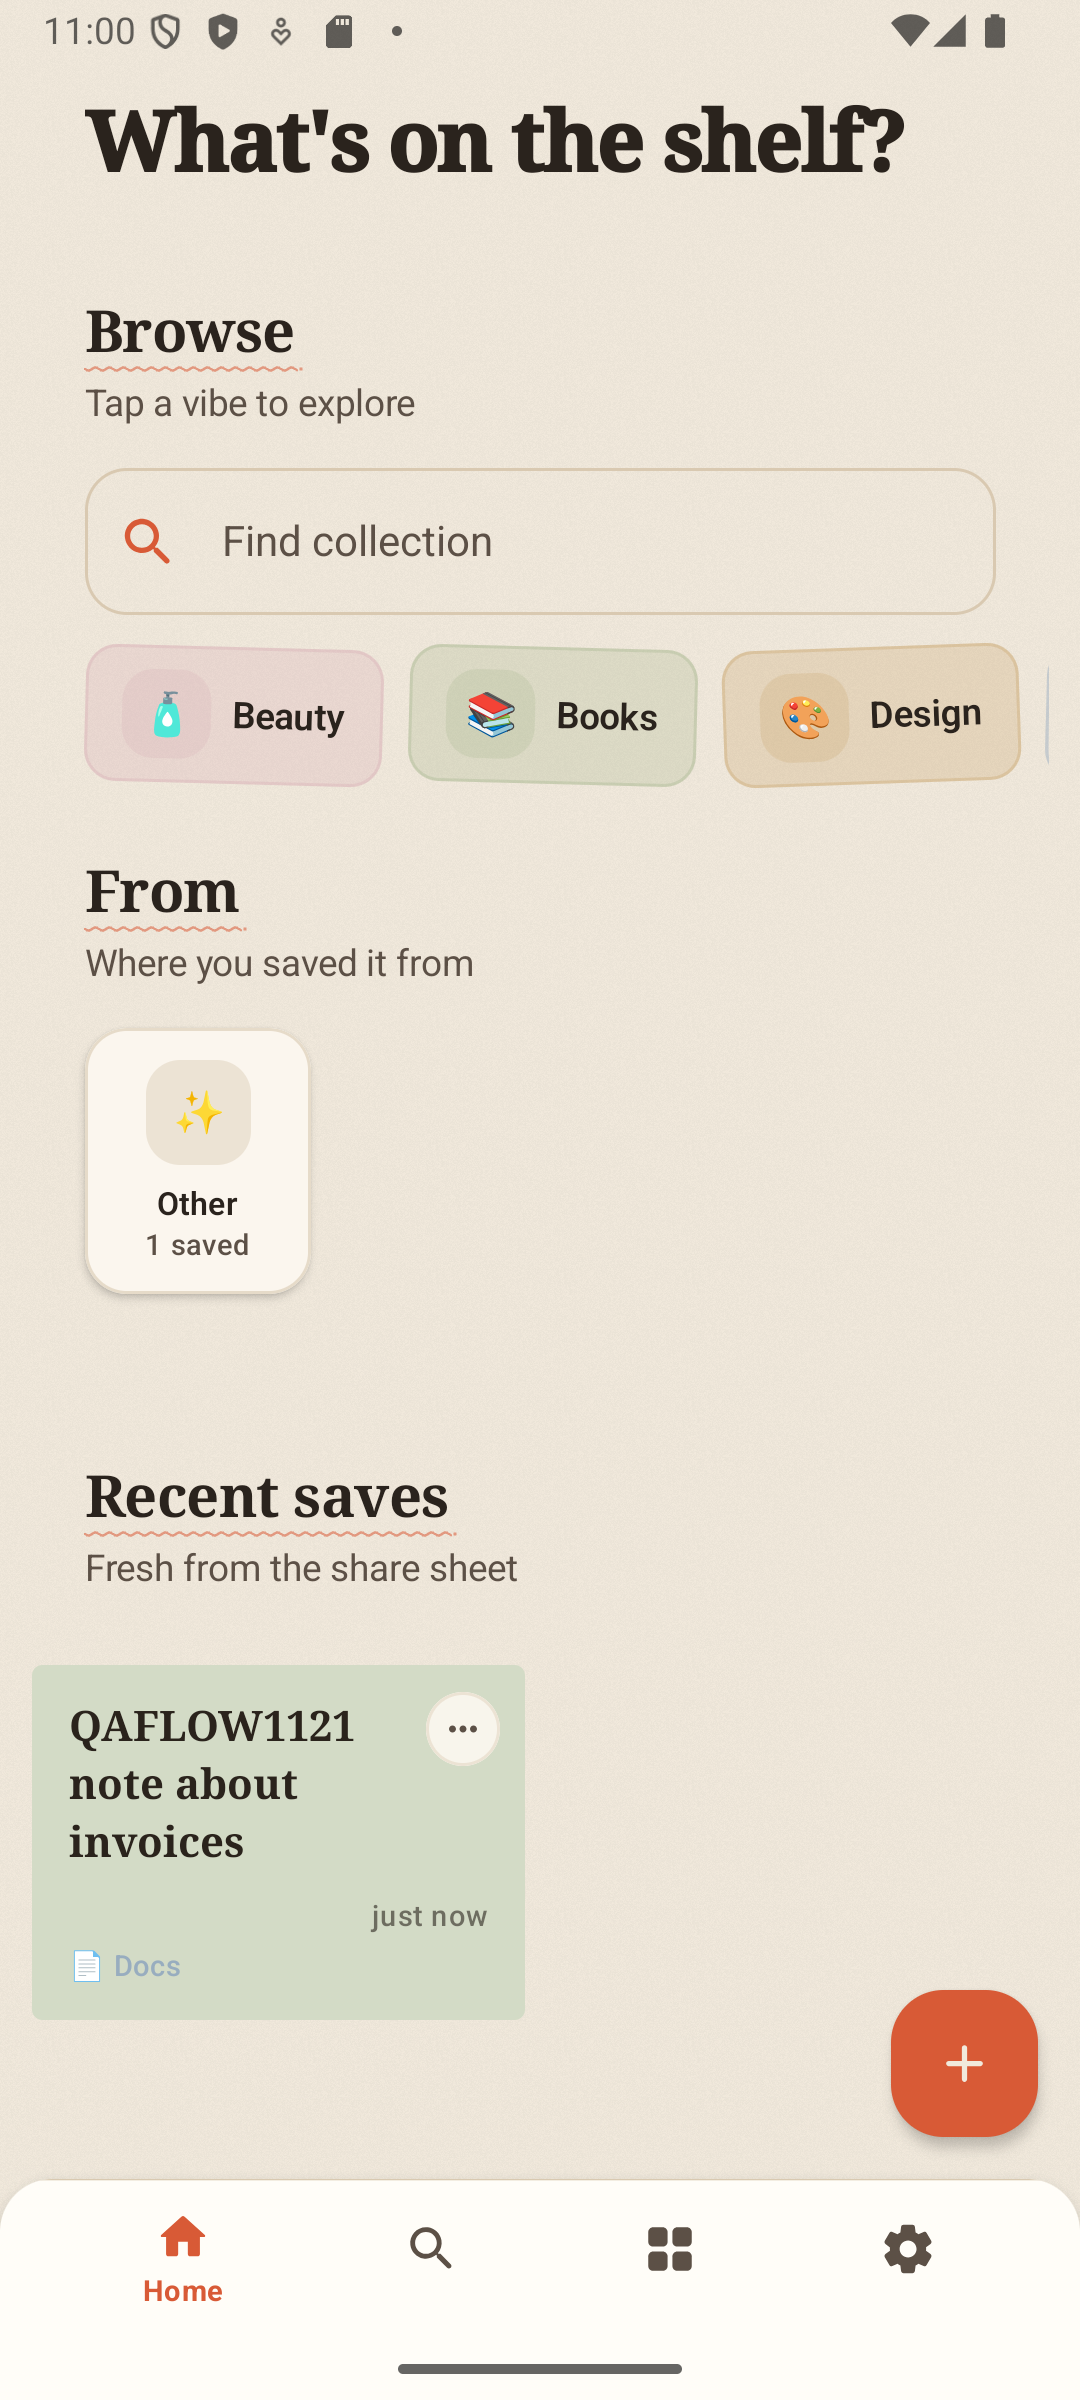 11:00
What's on the shelf?
Browse
Tap a vibe to explore
Find collection
Beauty
Books
Design
From
Where you saved it from
Other
1 saved
Recent saves
Fresh from the share sheet
QAFLOW1121
note about
invoices
just now
Docs
Home